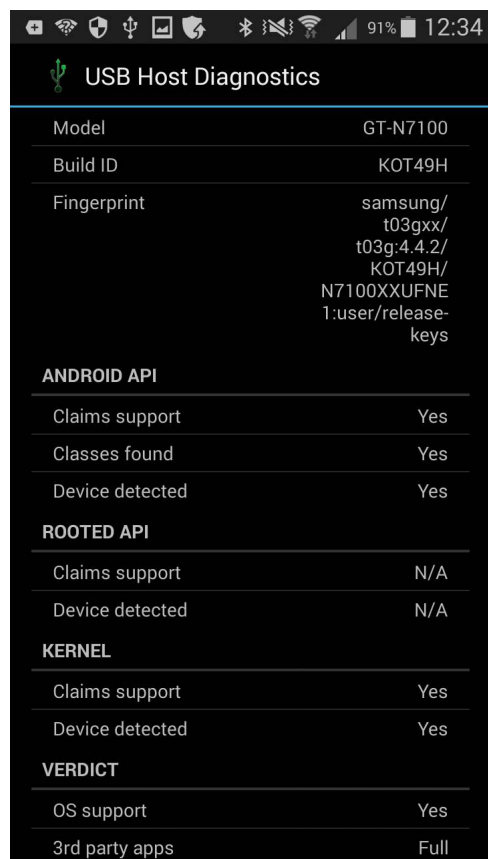 91% 12:34
USB Host Diagnostics
Model GT-N7100
Build ID KOT49H
Fingerprint samsung/
t03gxx/
t03g:4.4.2/
KOT49H/
N7100XXUFNE
1:user/release-
keys
ANDROID API
Claims support Yes
Classes found Yes
Device detected Yes
ROOTED API
Claims support N/A
Device detected N/A
KERNEL
Claims support Yes
Device detected Yes
VERDICT
OS support Yes
3rd party apps Full